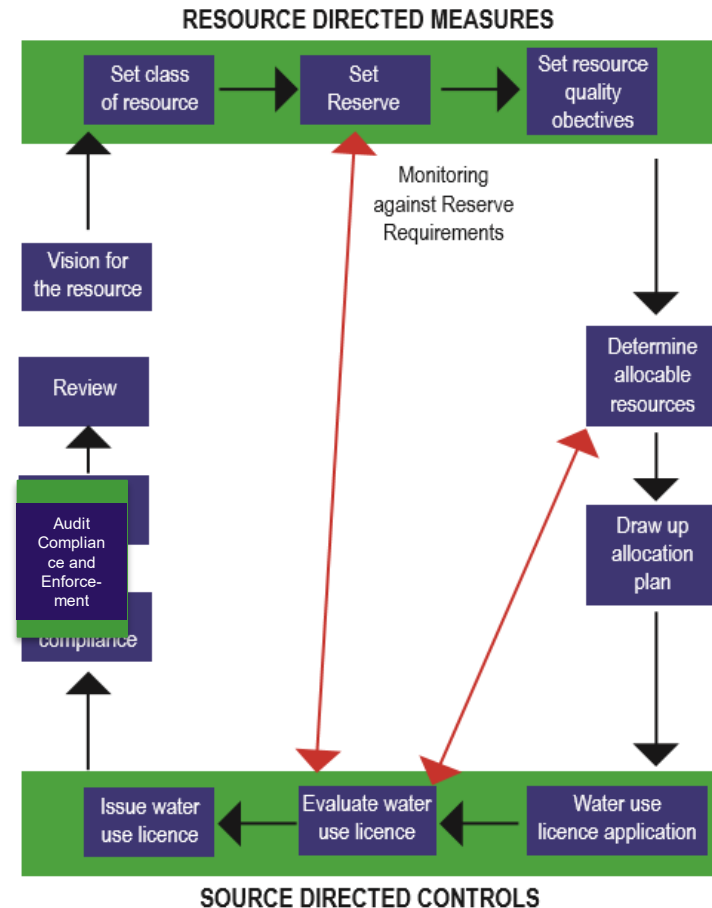 RESOURCE DIRECTED MEASURES
Set class
of resource
Set
Reserve
Set resource
quality
obectives
Monitoring
against Reserve
Requirements
Vision for
the resource
Determine
allocable
resources
Review
Audit
Complian
ce and
Enforce-
ment
compliance
Draw up
allocation
plan
Issue water
use licence
Evaluate water
use licence
Water use
licence application
SOURCE DIRECTED CONTROLS